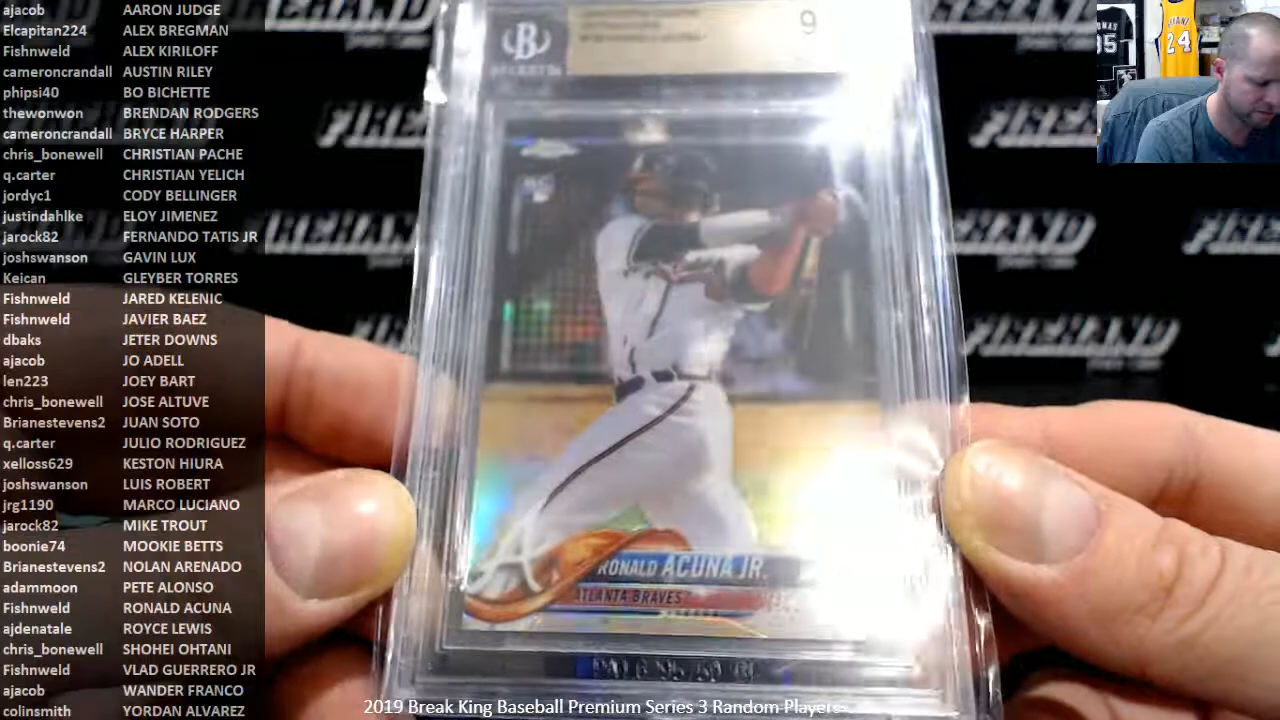 ajacob AARON JUDGE
Elcapitan224 ALEX BREGMAN
Fishnweld ALEX KIRILOFF
cameroncrandall AUSTIN RILEY
phipsi40 BO BICHETTE
thewonwon BRENDAN RODGERS
cameroncrandall BRYCE HARPER
chris_bonewell CHRISTIAN PACHE
q.carter CHRISTIAN YELICH
jordyc1 CODY BELLINGER
justindahlke ELOY JIMENEZ
jarock82 FERNANDO TATIS JR
joshswanson GAVIN LUX
Keican GLEYBER TORRES
Fishnweld JARED KELENIC
Fishnweld JAVIER BAEZ
dbaks JETER DOWNS
ajacob JO ADELL
len223 JOEY BART
chris_bonewell JOSE ALTUVE
Brianestevens2 JUAN SOTO
q.carter JULIO RODRIGUEZ
xelloss629 KESTON HIURA
joshswanson LUIS ROBERT
jrg1190 MARCO LUCIANO
jarock82 MIKE TROUT
boonie74 MOOKIE BETTS
Brianestevens2 NOLAN ARENADO
adammoon PETE ALONSO
Fishnweld RONALD ACUNA
ajdenatale ROYCE LEWIS
chris_bonewell SHOHEI OHTANI
Fishnweld VLAD GUERRERO JR
ajacob WANDER FRANCO
colinsmith YORDAN ALVAREZ
9
B
RONALD ACUNA JR.
ATLANTA BRAVES
FIREHAND
FIREHAND
FIREHAND
24
2019 Break King Baseball Premium Series 3 Random Players